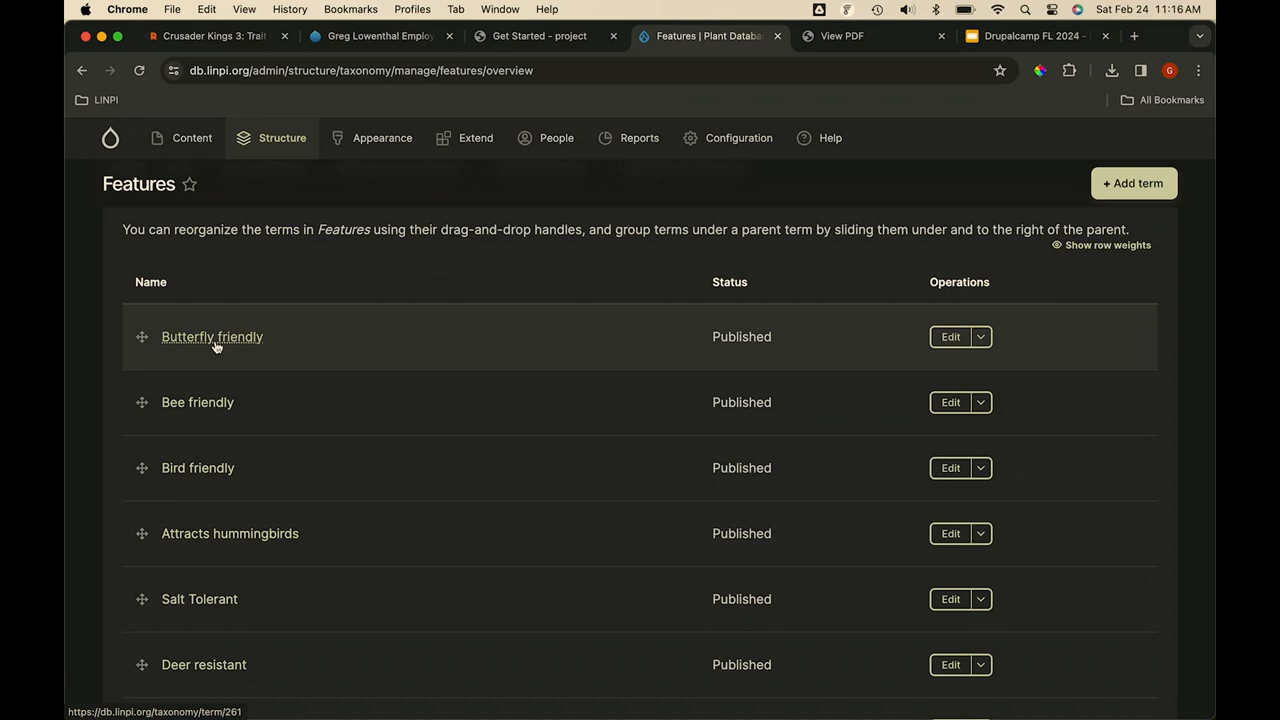 Chrome File Edit View History Bookmarks Profiles Tab Window Help Sat Feb 24 11:16 AM
Crusader Kings 3: Trait Greg Lowenthal Emplo Get Started - project Features | Plant Databa View PDF Drupalcamp FL 2024 -
db.linpi.org/admin/structure/taxonomy/manage/features/overview G
LINPI All Bookmarks
Content Structure Appearance Extend People Reports Configuration Help
Features + Add term
You can reorganize the terms in Features using their drag-and-drop handles, and group terms under a parent term by sliding them under and to the right of the parent.
Show row weights
Name Status Operations
Butterfly friendly Published Edit
Bee friendly Published Edit
Bird friendly Published Edit
Attracts hummingbirds Published Edit
Salt Tolerant Published Edit
Deer resistant Published Edit
https://db.linpi.org/taxonomy/term/261